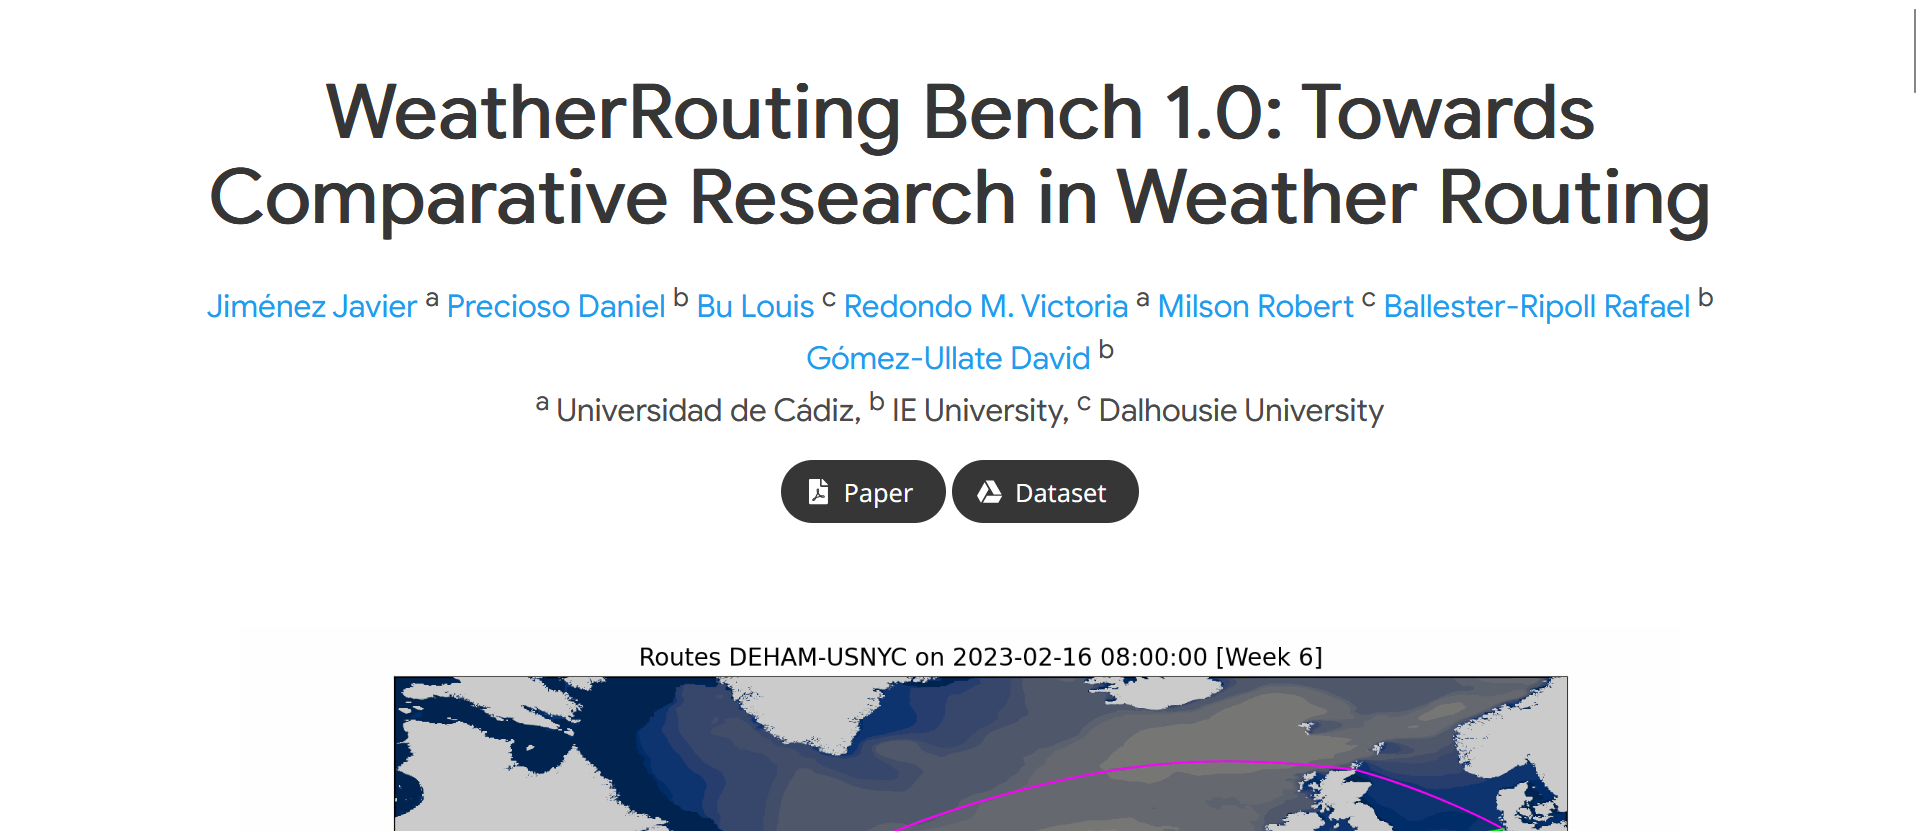 WeatherRouting Bench 1.0: Towards
Comparative Research in Weather Routing
Jiménez Javier a Precioso Daniel b Bu Louis c Redondo M. Victoria a Milson Robert c Ballester-Ripoll Rafael b
Gómez-Ullate David b
a Universidad de Cádiz, b IE University, c Dalhousie University
Paper Dataset
Routes DEHAM-USNYC on 2023-02-16 08:00:00 [Week 6]